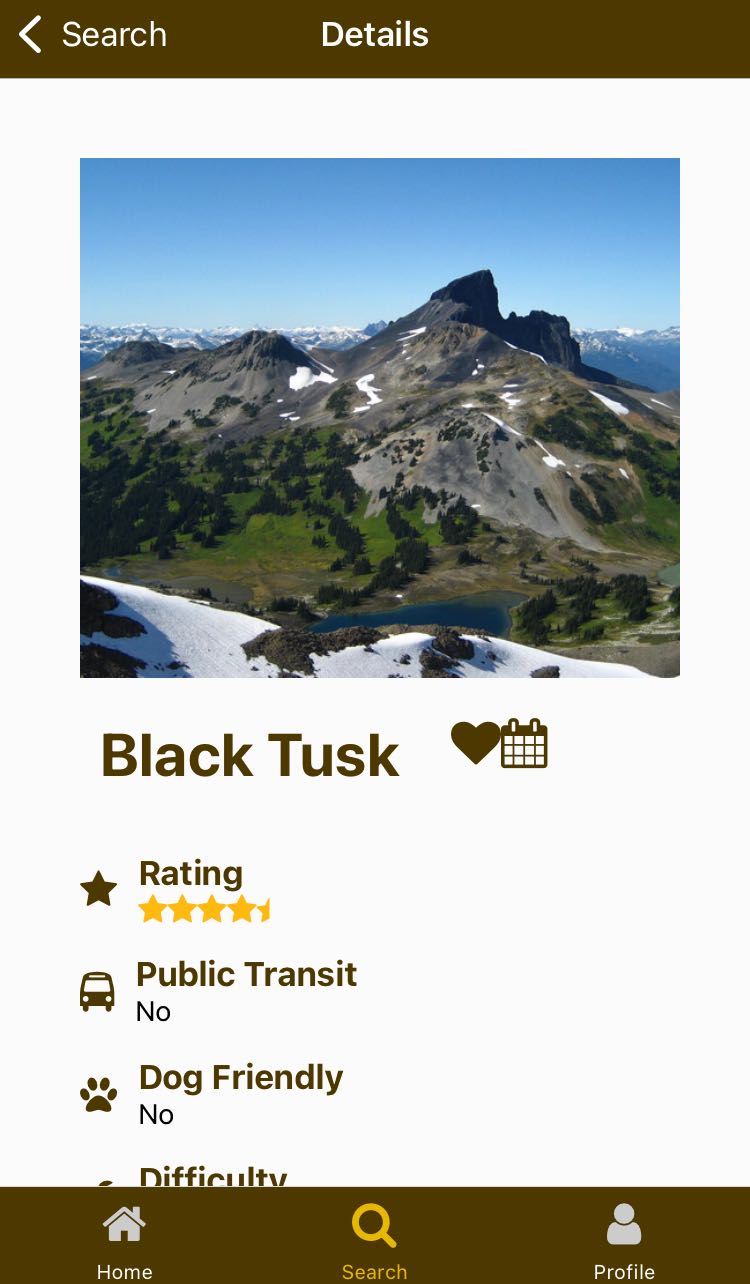 Search
Details
Black Tusk
Rating
Public Transit
No
Dog Friendly
No
Difficulty
Home
Search
Profile